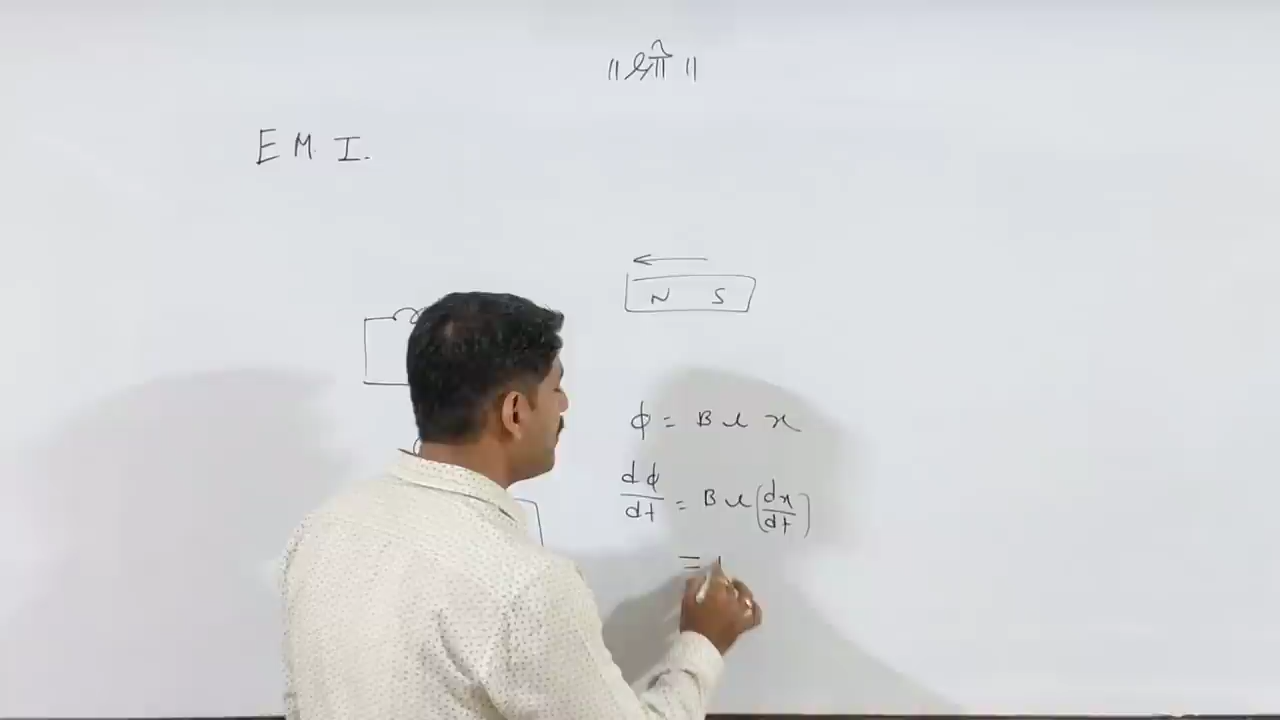 ॥ श्री ॥
E M. I.
N S
ϕ = B l x
dϕ/dt = B l (dx/dt)
=